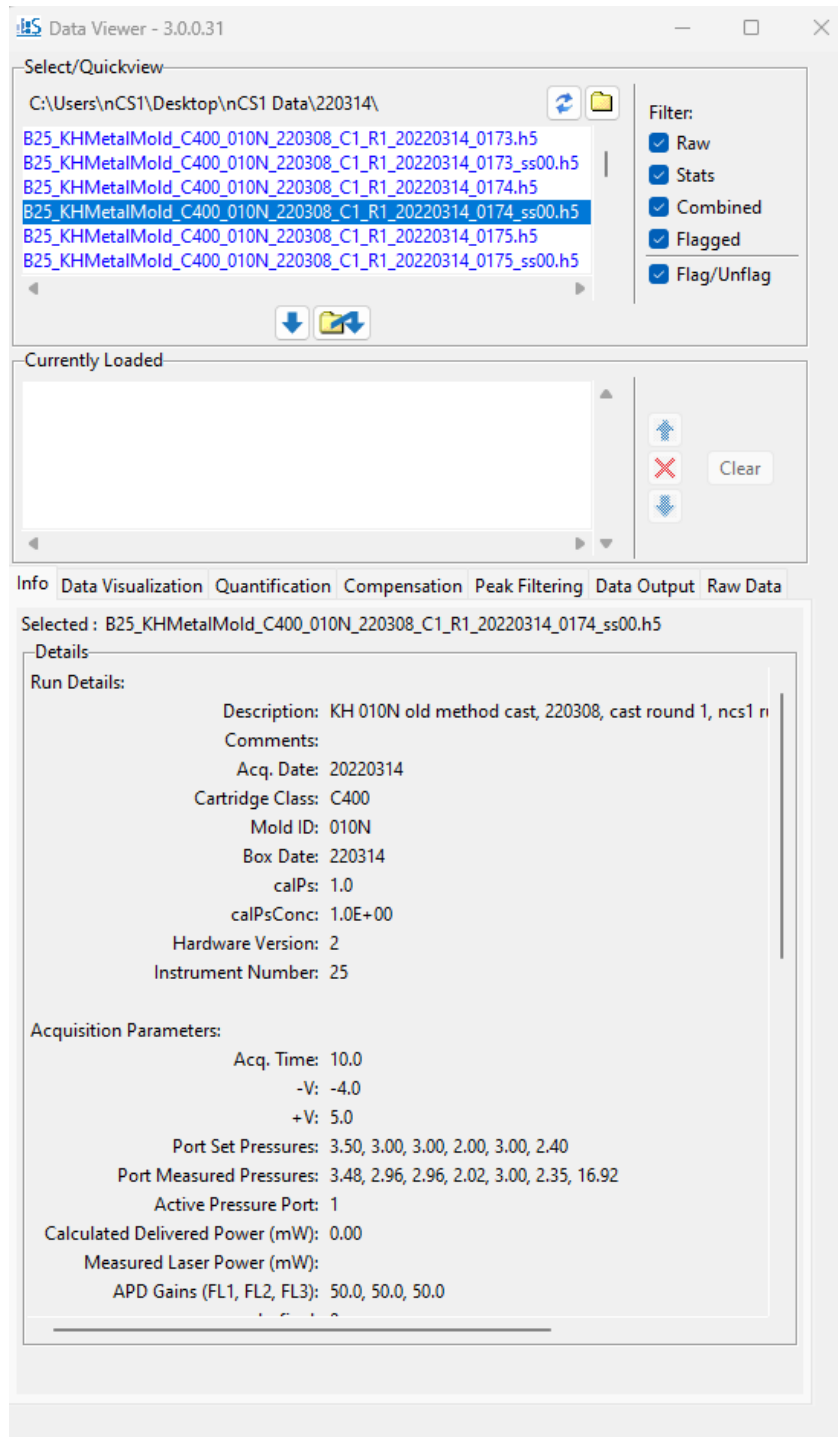 Data Viewer - 3.0.0.31
Select/Quickview
C:\Users\nCS1\Desktop\nCS1 Data\220314\
B25_KHMetalMold_C400_010N_220308_C1_R1_20220314_0173.h5
B25_KHMetalMold_C400_010N_220308_C1_R1_20220314_0173_ss00.h5
B25_KHMetalMold_C400_010N_220308_C1_R1_20220314_0174.h5
B25_KHMetalMold_C400_010N_220308_C1_R1_20220314_0174_ss00.h5
B25_KHMetalMold_C400_010N_220308_C1_R1_20220314_0175.h5
B25_KHMetalMold_C400_010N_220308_C1_R1_20220314_0175_ss00.h5
Filter:
Raw
Stats
Combined
Flagged
Flag/Unflag
Currently Loaded
Clear
Info Data Visualization Quantification Compensation Peak Filtering Data Output Raw Data
Selected : B25_KHMetalMold_C400_010N_220308_C1_R1_20220314_0174_ss00.h5
Details
Run Details:
Description: KH 010N old method cast, 220308, cast round 1, ncs1
Comments:
Acq. Date: 20220314
Cartridge Class: C400
Mold ID: 010N
Box Date: 220314
calPs: 1.0
calPsConc: 1.0E+00
Hardware Version: 2
Instrument Number: 25
Acquisition Parameters:
Acq. Time: 10.0
-V: -4.0
+V: 5.0
Port Set Pressures: 3.50, 3.00, 3.00, 2.00, 3.00, 2.40
Port Measured Pressures: 3.48, 2.96, 2.96, 2.02, 3.00, 2.35, 16.92
Active Pressure Port: 1
Calculated Delivered Power (mW): 0.00
Measured Laser Power (mW):
APD Gains (FL1, FL2, FL3): 50.0, 50.0, 50.0